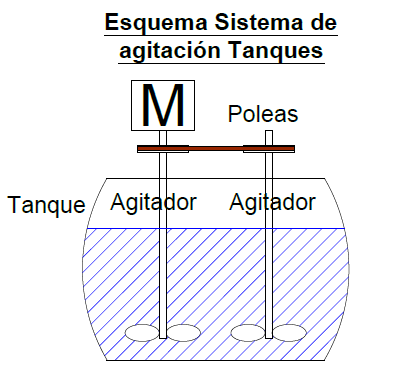 Esquema Sistema de
agitación Tanques
M
Poleas
Tanque
Agitador
Agitador